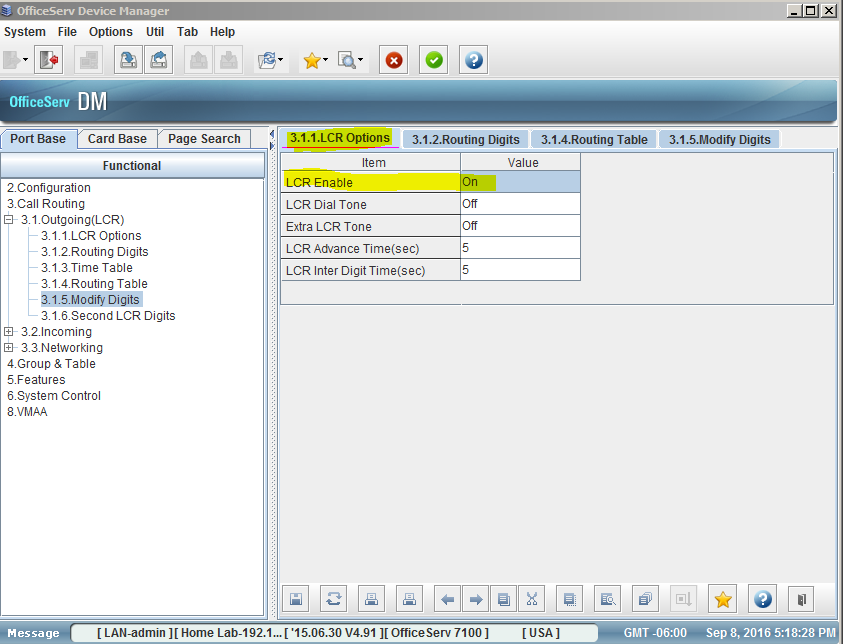 OfficeServ Device Manager
System File Options Util Tab Help
OfficeServ DM
Port Base Card Base Page Search
Functional
2.Configuration
3.Call Routing
3.1.Outgoing(LCR)
3.1.1.LCR Options
3.1.2.Routing Digits
3.1.3.Time Table
3.1.4.Routing Table
3.1.5.Modify Digits
3.1.6.Second LCR Digits
3.2.Incoming
3.3.Networking
4.Group & Table
5.Features
6.System Control
8.VMAA
3.1.1.LCR Options 3.1.2.Routing Digits 3.1.4.Routing Table 3.1.5.Modify Digits
Item Value
LCR Enable On
LCR Dial Tone Off
Extra LCR Tone Off
LCR Advance Time(sec) 5
LCR Inter Digit Time(sec) 5
Message [ LAN-admin ][ Home Lab-192.1... [ '15.06.30 V4.91 ][ OfficeServ 7100 ] [ USA ] GMT -06:00 Sep 8, 2016 5:18:28 PM